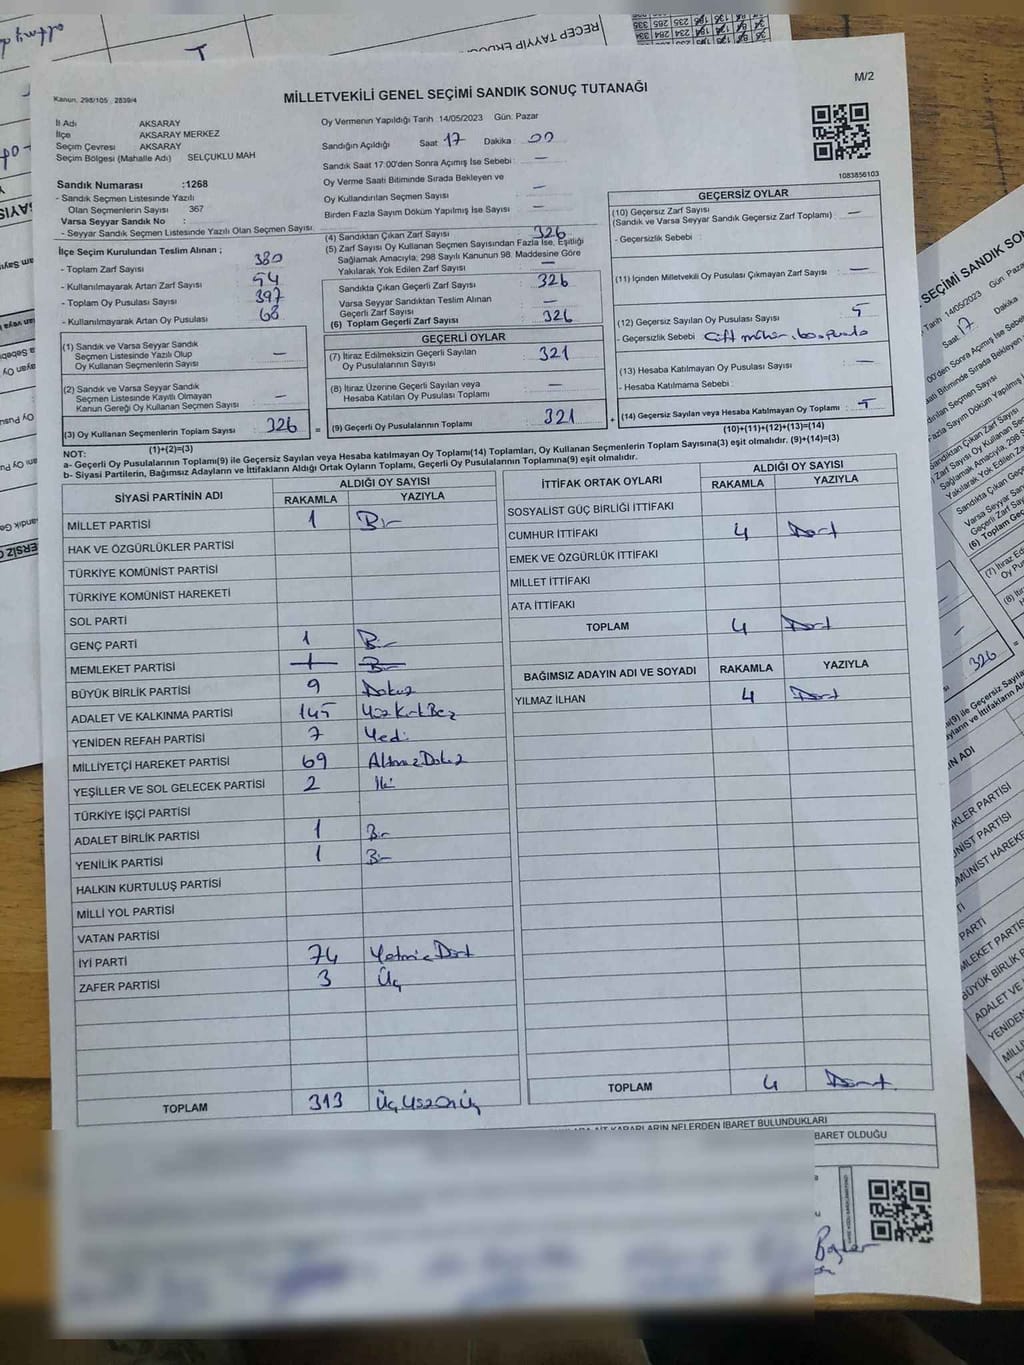 RECEP TAYYİP ERDOĞAN
Kanun. 298/105 , 2839/4
MİLLETVEKİLİ GENEL SEÇİMİ SANDIK SONUÇ TUTANAĞI
M/2
İl Adı AKSARAY
İlçe AKSARAY MERKEZ
Seçim Çevresi AKSARAY
Seçim Bölgesi (Mahalle Adı) SELÇUKLU MAH
Oy Vermenin Yapıldığı Tarih 14/05/2023 Gün. Pazar
Sandığın Açıldığı Saat 17 Dakika : 00
Sandık Saat 17:00'den Sonra Açımış İse Sebebi : —
Oy Verme Saati Bitiminde Sırada Bekleyen ve
Oy Kullandırılan Seçmen Sayısı : —
Birden Fazla Sayım Döküm Yapılmış İse Sayısı : —
1083856103
Sandık Numarası :1268
- Sandık Seçmen Listesinde Yazılı
Olan Seçmenlerin Sayısı 367
Varsa Seyyar Sandık No :
- Seyyar Sandık Seçmen Listesinde Yazılı Olan Seçmen Sayısı:
İlçe Seçim Kurulundan Teslim Alınan ;
- Toplam Zarf Sayısı : 380
- Kullanılmayarak Artan Zarf Sayısı : 54
- Toplam Oy Pusulası Sayısı : 397
- Kullanılmayarak Artan Oy Pusulası : 68
(4) Sandıktan Çıkan Zarf Sayısı : 326
(5) Zarf Sayısı Oy Kullanan Seçmen Sayısından Fazla İse, Eşitliği
Sağlamak Amacıyla, 298 Sayılı Kanunun 98. Maddesine Göre
Yakılarak Yok Edilen Zarf Sayısı : —
Sandıkta Çıkan Geçerli Zarf Sayısı : 326
Varsa Seyyar Sandıktan Teslim Alınan
Geçerli Zarf Sayısı : —
(6) Toplam Geçerli Zarf Sayısı : 326
GEÇERSİZ OYLAR
(10) Geçersiz Zarf Sayısı : —
(Sandık ve Varsa Seyyar Sandık Geçersiz Zarf Toplamı)
- Geçersizlik Sebebi :
(11) İçinden Milletvekili Oy Pusulası Çıkmayan Zarf Sayısı : —
(12) Geçersiz Sayılan Oy Pusulası Sayısı : 5
- Geçersizlik Sebebi : Çift mühür, boş pusula
(13) Hesaba Katılmayan Oy Pusulası Sayısı : —
- Hesaba Katılmama Sebebi :
(14) Geçersiz Sayılan veya Hesaba Katılmayan Oy Toplamı : 5
(10)+(11)+(12)+(13)=(14)
(1) Sandık ve Varsa Seyyar Sandık
Seçmen Listesinde Yazılı Olup
Oy Kullanan Seçmenlerin Sayısı : —
(2) Sandık ve Varsa Seyyar Sandık
Seçmen Listesinde Kayıtlı Olmayan
Kanun Gereği Oy Kullanan Seçmen Sayısı : —
(3) Oy Kullanan Seçmenlerin Toplam Sayısı : 326
(1)+(2)=(3)
GEÇERLİ OYLAR
(7) İtiraz Edilmeksizin Geçerli Sayılan
Oy Pusulasının Sayısı : 321
(8) İtiraz Üzerine Geçerli Sayılan veya
Hesaba Katılan Oy Pusulası Toplamı : —
(9) Geçerli Oy Pusulalarının Toplamı : 321
NOT:
a- Geçerli Oy Pusulalarının Toplamı(9) ile Geçersiz Sayılan veya Hesaba katılmayan Oy Toplamı(14) Toplamları, Oy Kullanan Seçmenlerin Toplam Sayısına(3) eşit olmalıdır. (9)+(14)=(3)
b- Siyasi Partilerin, Bağımsız Adayların ve İttifakların Aldığı Ortak Oyların Toplamı, Geçerli Oy Pusulalarının Toplamına(9) eşit olmalıdır.
SİYASİ PARTİNİN ADI ALDIĞI OY SAYISI
RAKAMLA YAZIYLA
MİLLET PARTİSİ 1 Bir
HAK VE ÖZGÜRLÜKLER PARTİSİ
TÜRKİYE KOMÜNİST PARTİSİ
TÜRKİYE KOMÜNİST HAREKETİ
SOL PARTİ
GENÇ PARTİ 1 Bir
MEMLEKET PARTİSİ 1 Bir
BÜYÜK BİRLİK PARTİSİ 9 Dokuz
ADALET VE KALKINMA PARTİSİ 145 Yüz Kırk Beş
YENİDEN REFAH PARTİSİ 7 Yedi
MİLLİYETÇİ HAREKET PARTİSİ 69 Altmış Dokuz
YEŞİLLER VE SOL GELECEK PARTİSİ 2 İki
TÜRKİYE İŞÇİ PARTİSİ
ADALET BİRLİK PARTİSİ 1 Bir
YENİLİK PARTİSİ 1 Bir
HALKIN KURTULUŞ PARTİSİ
MİLLİ YOL PARTİSİ
VATAN PARTİSİ
İYİ PARTİ 74 Yetmiş Dört
ZAFER PARTİSİ 3 Üç
TOPLAM 313 Üç Yüz On Üç
İTTİFAK ORTAK OYLARI ALDIĞI OY SAYISI
RAKAMLA YAZIYLA
SOSYALİST GÜÇ BİRLİĞİ İTTİFAKI
CUMHUR İTTİFAKI 4 Dört
EMEK VE ÖZGÜRLÜK İTTİFAKI
MİLLET İTTİFAKI
ATA İTTİFAKI
TOPLAM 4 Dört
BAĞIMSIZ ADAYIN ADI VE SOYADI RAKAMLA YAZIYLA
YILMAZ İLHAN 4 Dört
TOPLAM 4 Dört
KARARLARIN NELERDEN İBARET BULUNDUKLARI
BARET OLDUĞU